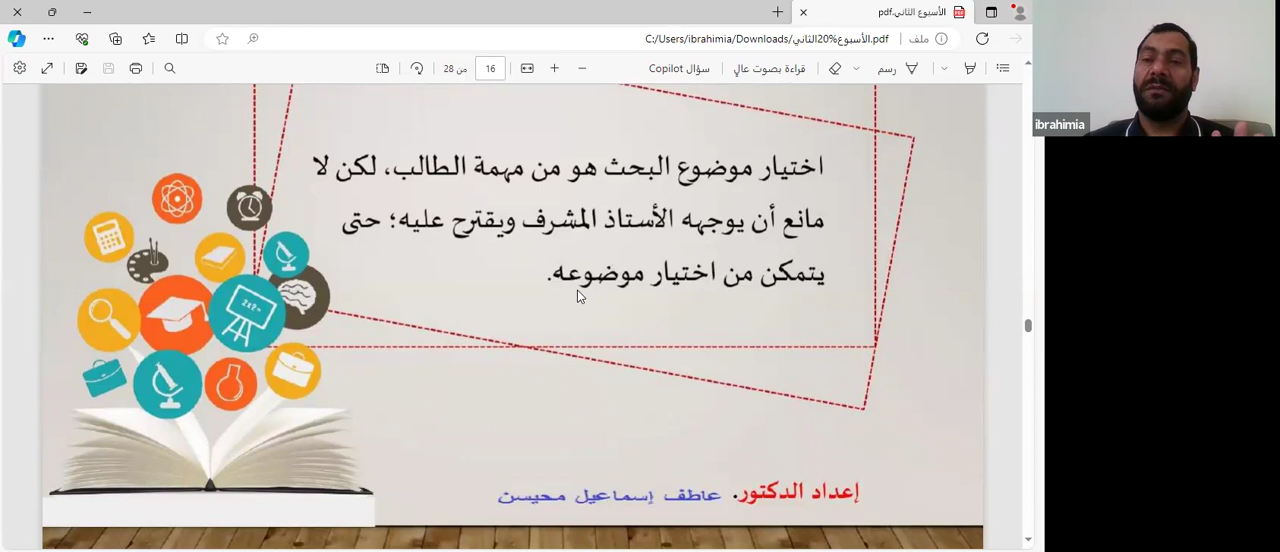 الأسبوع الثاني.pdf
ملف
C:/Users/ibrahimia/Downloads/الأسبوع%20الثاني.pdf
رسم
قراءة بصوت عالٍ
سؤال Copilot
16
من 28
ibrahimia
اختيار موضوع البحث هو من مهمة الطالب، لكن لا
مانع أن يوجهه الأستاذ المشرف ويقترح عليه؛ حتى
يتمكن من اختيار موضوعه.
2x2=
إعداد الدكتور. عاطف إسماعيل محيسن